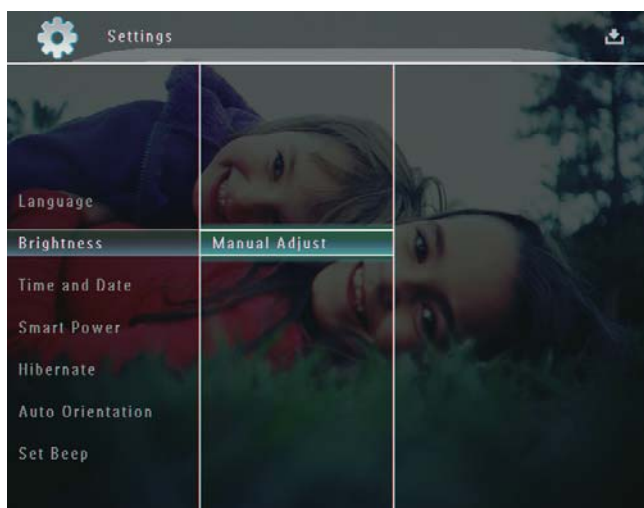 Settings
Language
Brightness
Manual Adjust
Time and Date
Smart Power
Hibernate
Auto Orientation
Set Beep